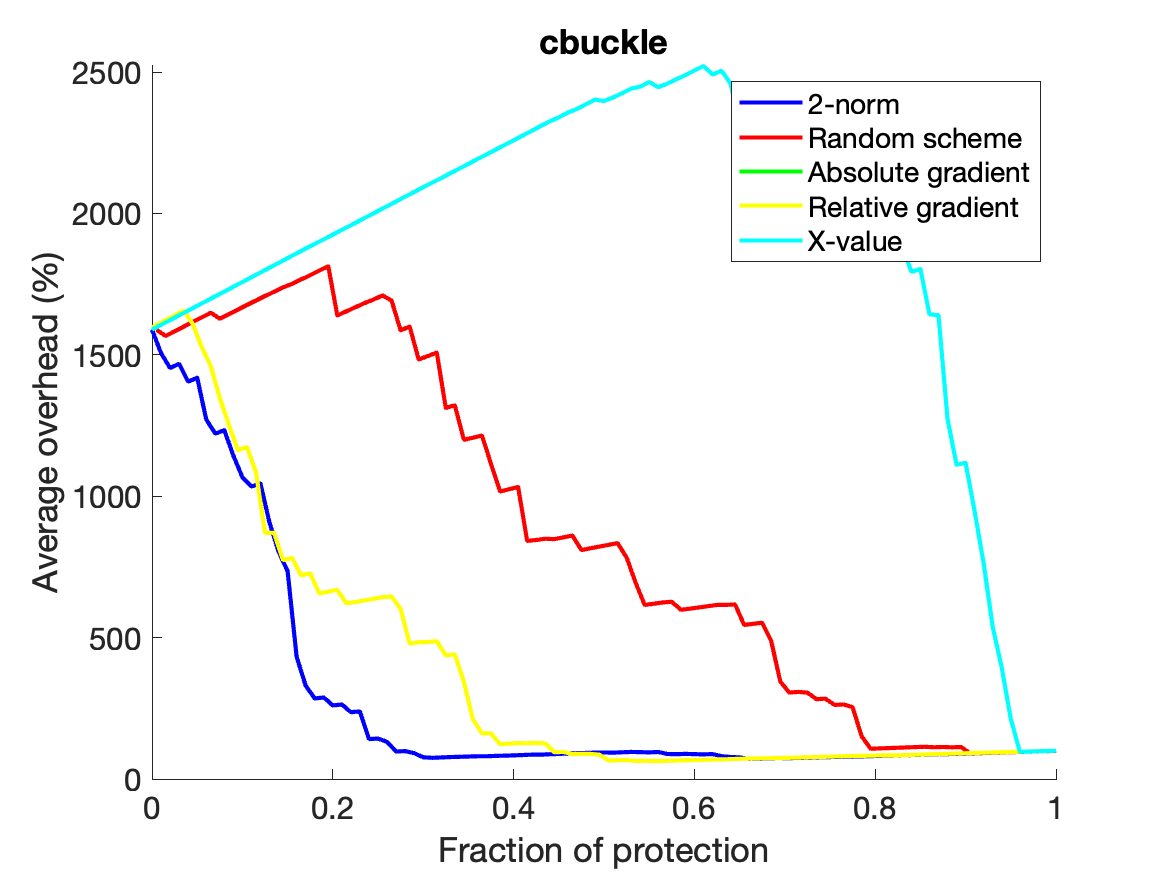 cbuckle
2500
2000
1500
1000
500
0
Average overhead (%)
2-norm
Random scheme
Absolute gradient
Relative gradient
X-value
0 0.2 0.4 0.6 0.8 1
Fraction of protection